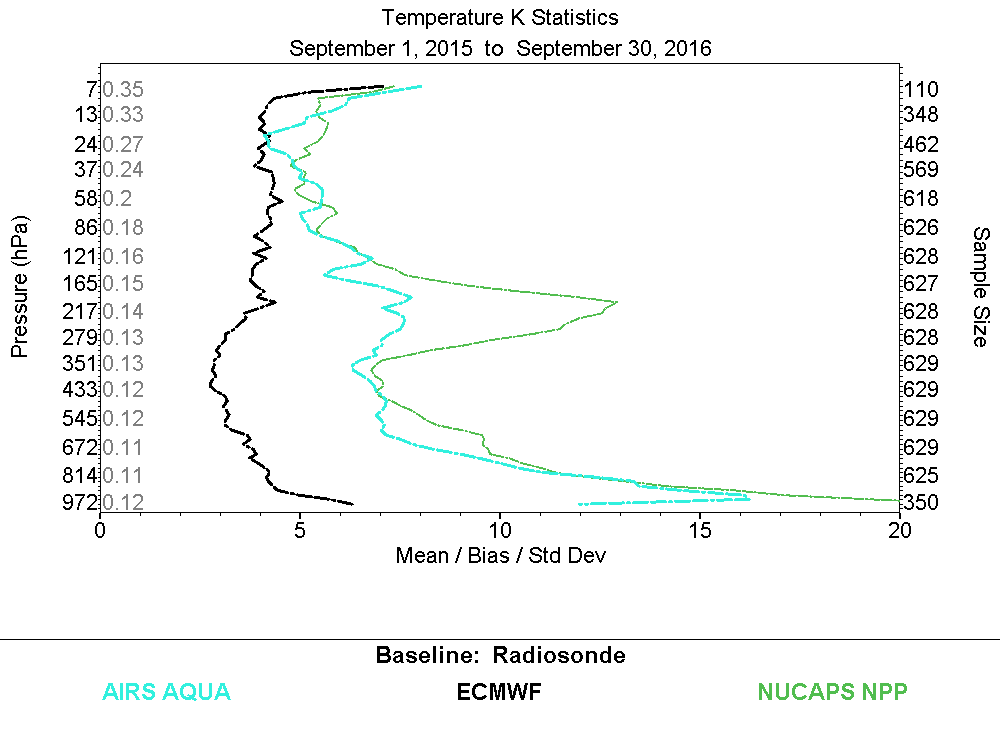 Temperature K Statistics
September 1, 2015 to September 30, 2016
7 0.35 110
13 0.33 348
24 0.27 462
37 0.24 569
58 0.2 618
86 0.18 626
121 0.16 628
165 0.15 627
217 0.14 628
279 0.13 628
351 0.13 629
433 0.12 629
545 0.12 629
672 0.11 629
814 0.11 625
972 0.12 350
Pressure (hPa)
Sample Size
0 5 10 15 20
Mean / Bias / Std Dev
Baseline: Radiosonde
AIRS AQUA ECMWF NUCAPS NPP